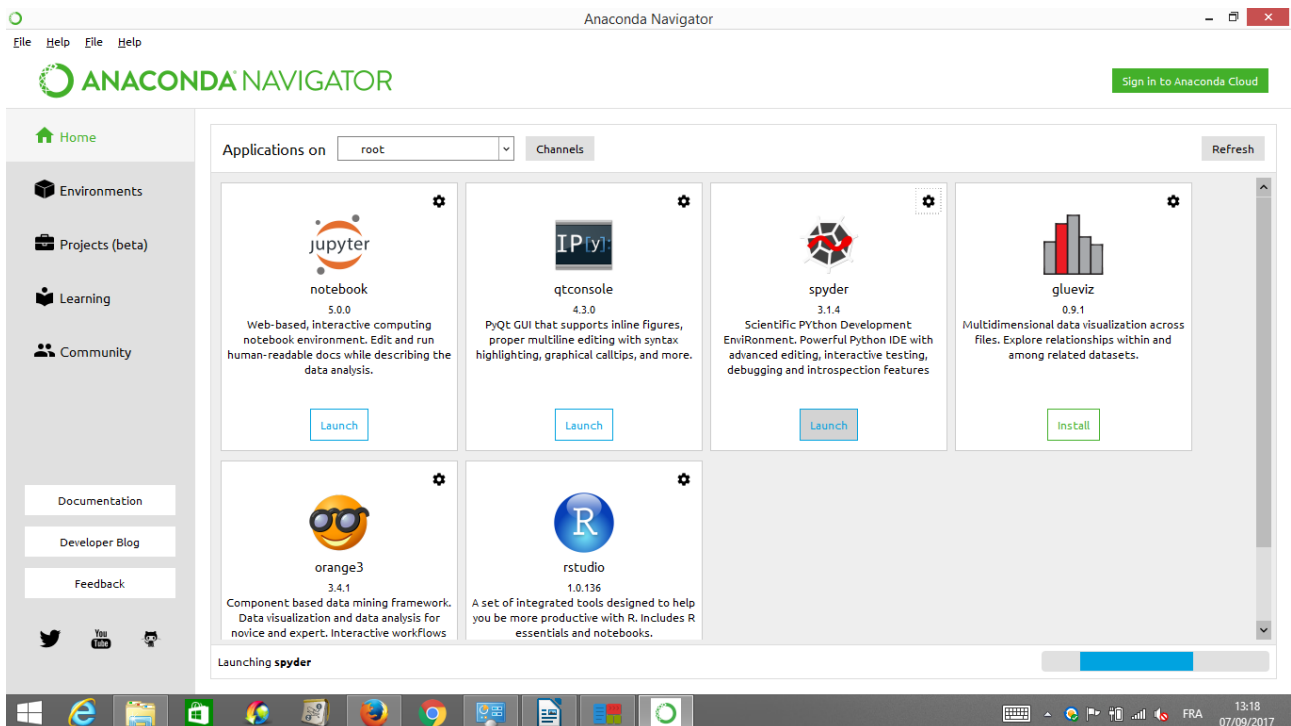 Anaconda Navigator
File Help File Help
ANACONDA NAVIGATOR
Sign in to Anaconda Cloud
Home
Environments
Projects (beta)
Learning
Community
Documentation
Developer Blog
Feedback
You
Tube
Applications on root Channels Refresh
jupyter
notebook
5.0.0
Web-based, interactive computing
notebook environment. Edit and run
human-readable docs while describing the
data analysis.
Launch
IP[y]:
qtconsole
4.3.0
PyQt GUI that supports inline figures,
proper multiline editing with syntax
highlighting, graphical calltips, and more.
Launch
spyder
3.1.4
Scientific PYthon Development
EnviRonment. Powerful Python IDE with
advanced editing, interactive testing,
debugging and introspection features
Launch
glueviz
0.9.1
Multidimensional data visualization across
files. Explore relationships within and
among related datasets.
Install
orange3
3.4.1
Component based data mining framework.
Data visualization and data analysis for
novice and expert. Interactive workflows
R
rstudio
1.0.136
A set of integrated tools designed to help
you be more productive with R. Includes R
essentials and notebooks.
Launching spyder
FRA
13:18
07/09/2017